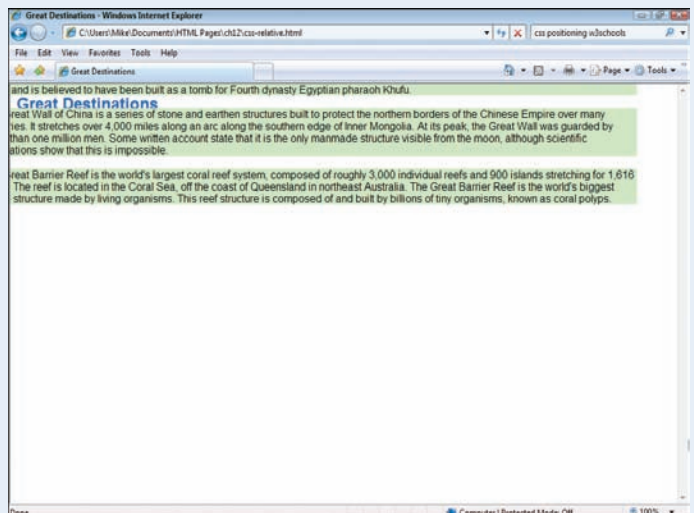 Great Destinations - Windows Internet Explorer
C:\Users\Mike\Documents\HTML Pages\ch12\css-relative.html
css positioning w3schools
File Edit View Favorites Tools Help
Great Destinations
Page Tools
and is believed to have been built as a tomb for Fourth dynasty Egyptian pharaoh Khufu.
Great Destinations
reat Wall of China is a series of stone and earthen structures built to protect the northern borders of the Chinese Empire over many
ies. It stretches over 4,000 miles along an arc along the southern edge of Inner Mongolia. At its peak, the Great Wall was guarded by
than one million men. Some written account state that it is the only manmade structure visible from the moon, although scientific
ations show that this is impossible.
reat Barrier Reef is the world's largest coral reef system, composed of roughly 3,000 individual reefs and 900 islands stretching for 1,616
The reef is located in the Coral Sea, off the coast of Queensland in northeast Australia. The Great Barrier Reef is the world's biggest
structure made by living organisms. This reef structure is composed of and built by billions of tiny organisms, known as coral polyps.
Done
Computer | Protected Mode: Off
100%